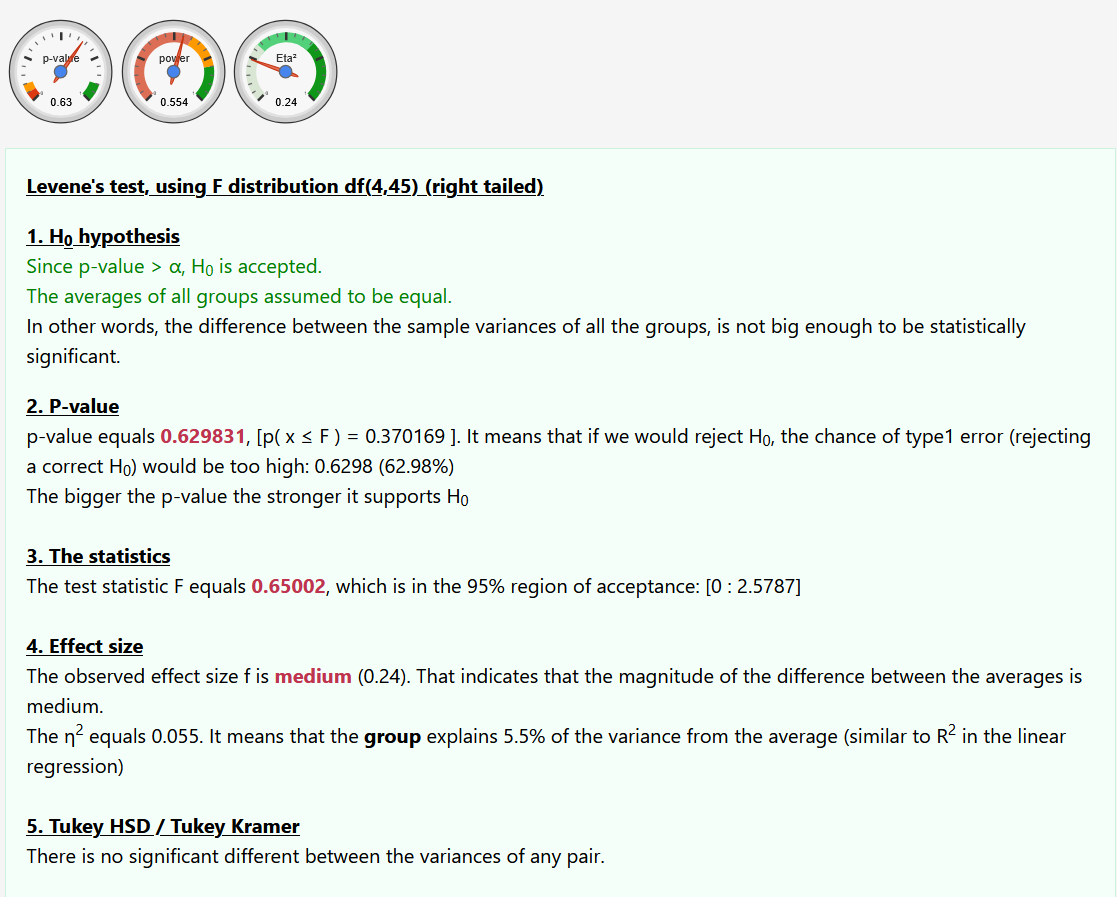 p-value
0.63
power
0.554
Eta²
0.24
Levene's test, using F distribution df(4,45) (right tailed)
1. H₀ hypothesis
Since p-value > α, H₀ is accepted.
The averages of all groups assumed to be equal.
In other words, the difference between the sample variances of all the groups, is not big enough to be statistically
significant.
2. P-value
p-value equals 0.629831, [p( x ≤ F ) = 0.370169 ]. It means that if we would reject H₀, the chance of type1 error (rejecting
a correct H₀) would be too high: 0.6298 (62.98%)
The bigger the p-value the stronger it supports H₀
3. The statistics
The test statistic F equals 0.65002, which is in the 95% region of acceptance: [0 : 2.5787]
4. Effect size
The observed effect size f is medium (0.24). That indicates that the magnitude of the difference between the averages is
medium.
The η² equals 0.055. It means that the group explains 5.5% of the variance from the average (similar to R² in the linear
regression)
5. Tukey HSD / Tukey Kramer
There is no significant different between the variances of any pair.